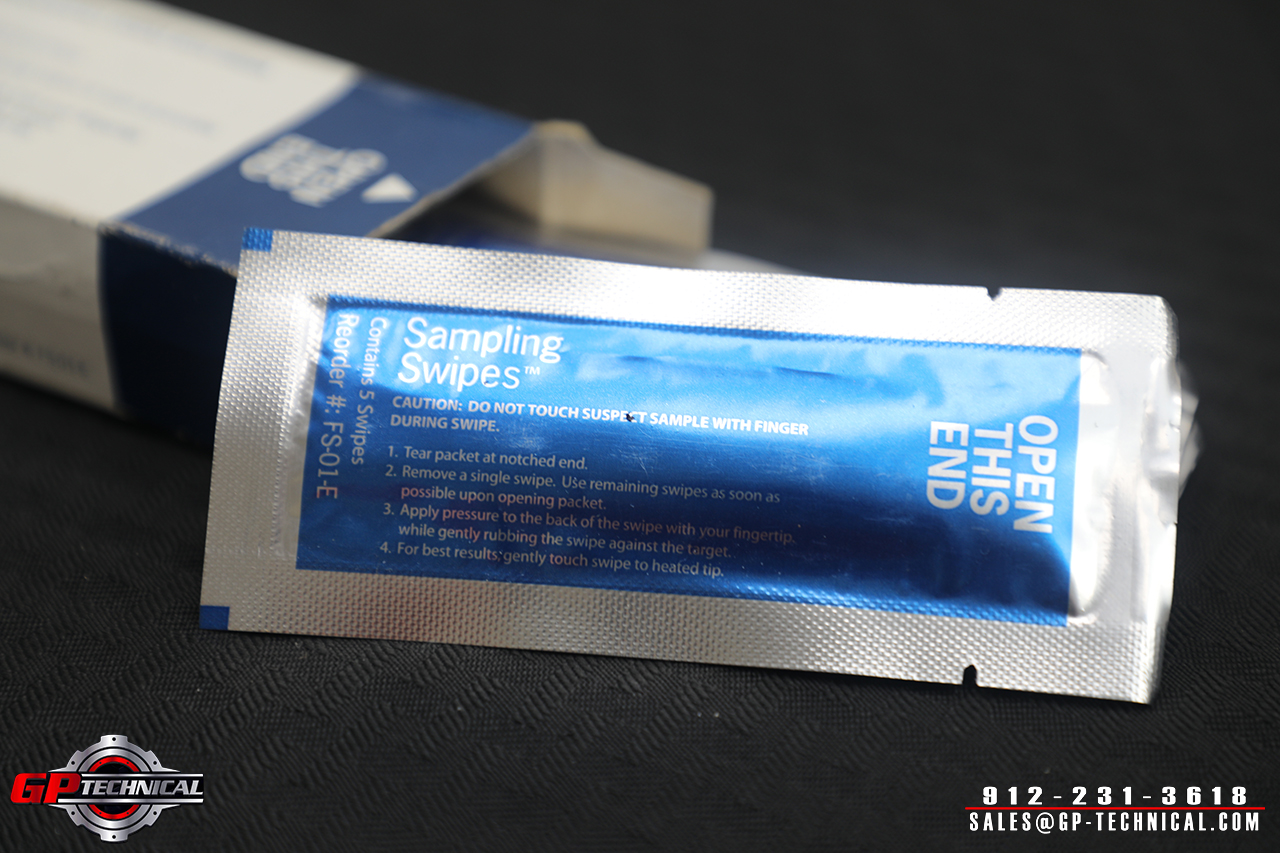 Sampling
Swipes™
CAUTION: DO NOT TOUCH SUSPECT SAMPLE WITH FINGER
DURING SWIPE.
1. Tear packet at notched end.
2. Remove a single swipe. Use remaining swipes as soon as
possible upon opening packet.
3. Apply pressure to the back of the swipe with your fingertip,
while gently rubbing the swipe against the target.
4. For best results, gently touch swipe to heated tip.
Contains 5 Swipes
Reorder #: FS-01-E
OPEN
THIS
END
GP TECHNICAL
912-231-3618
SALES@GP-TECHNICAL.COM